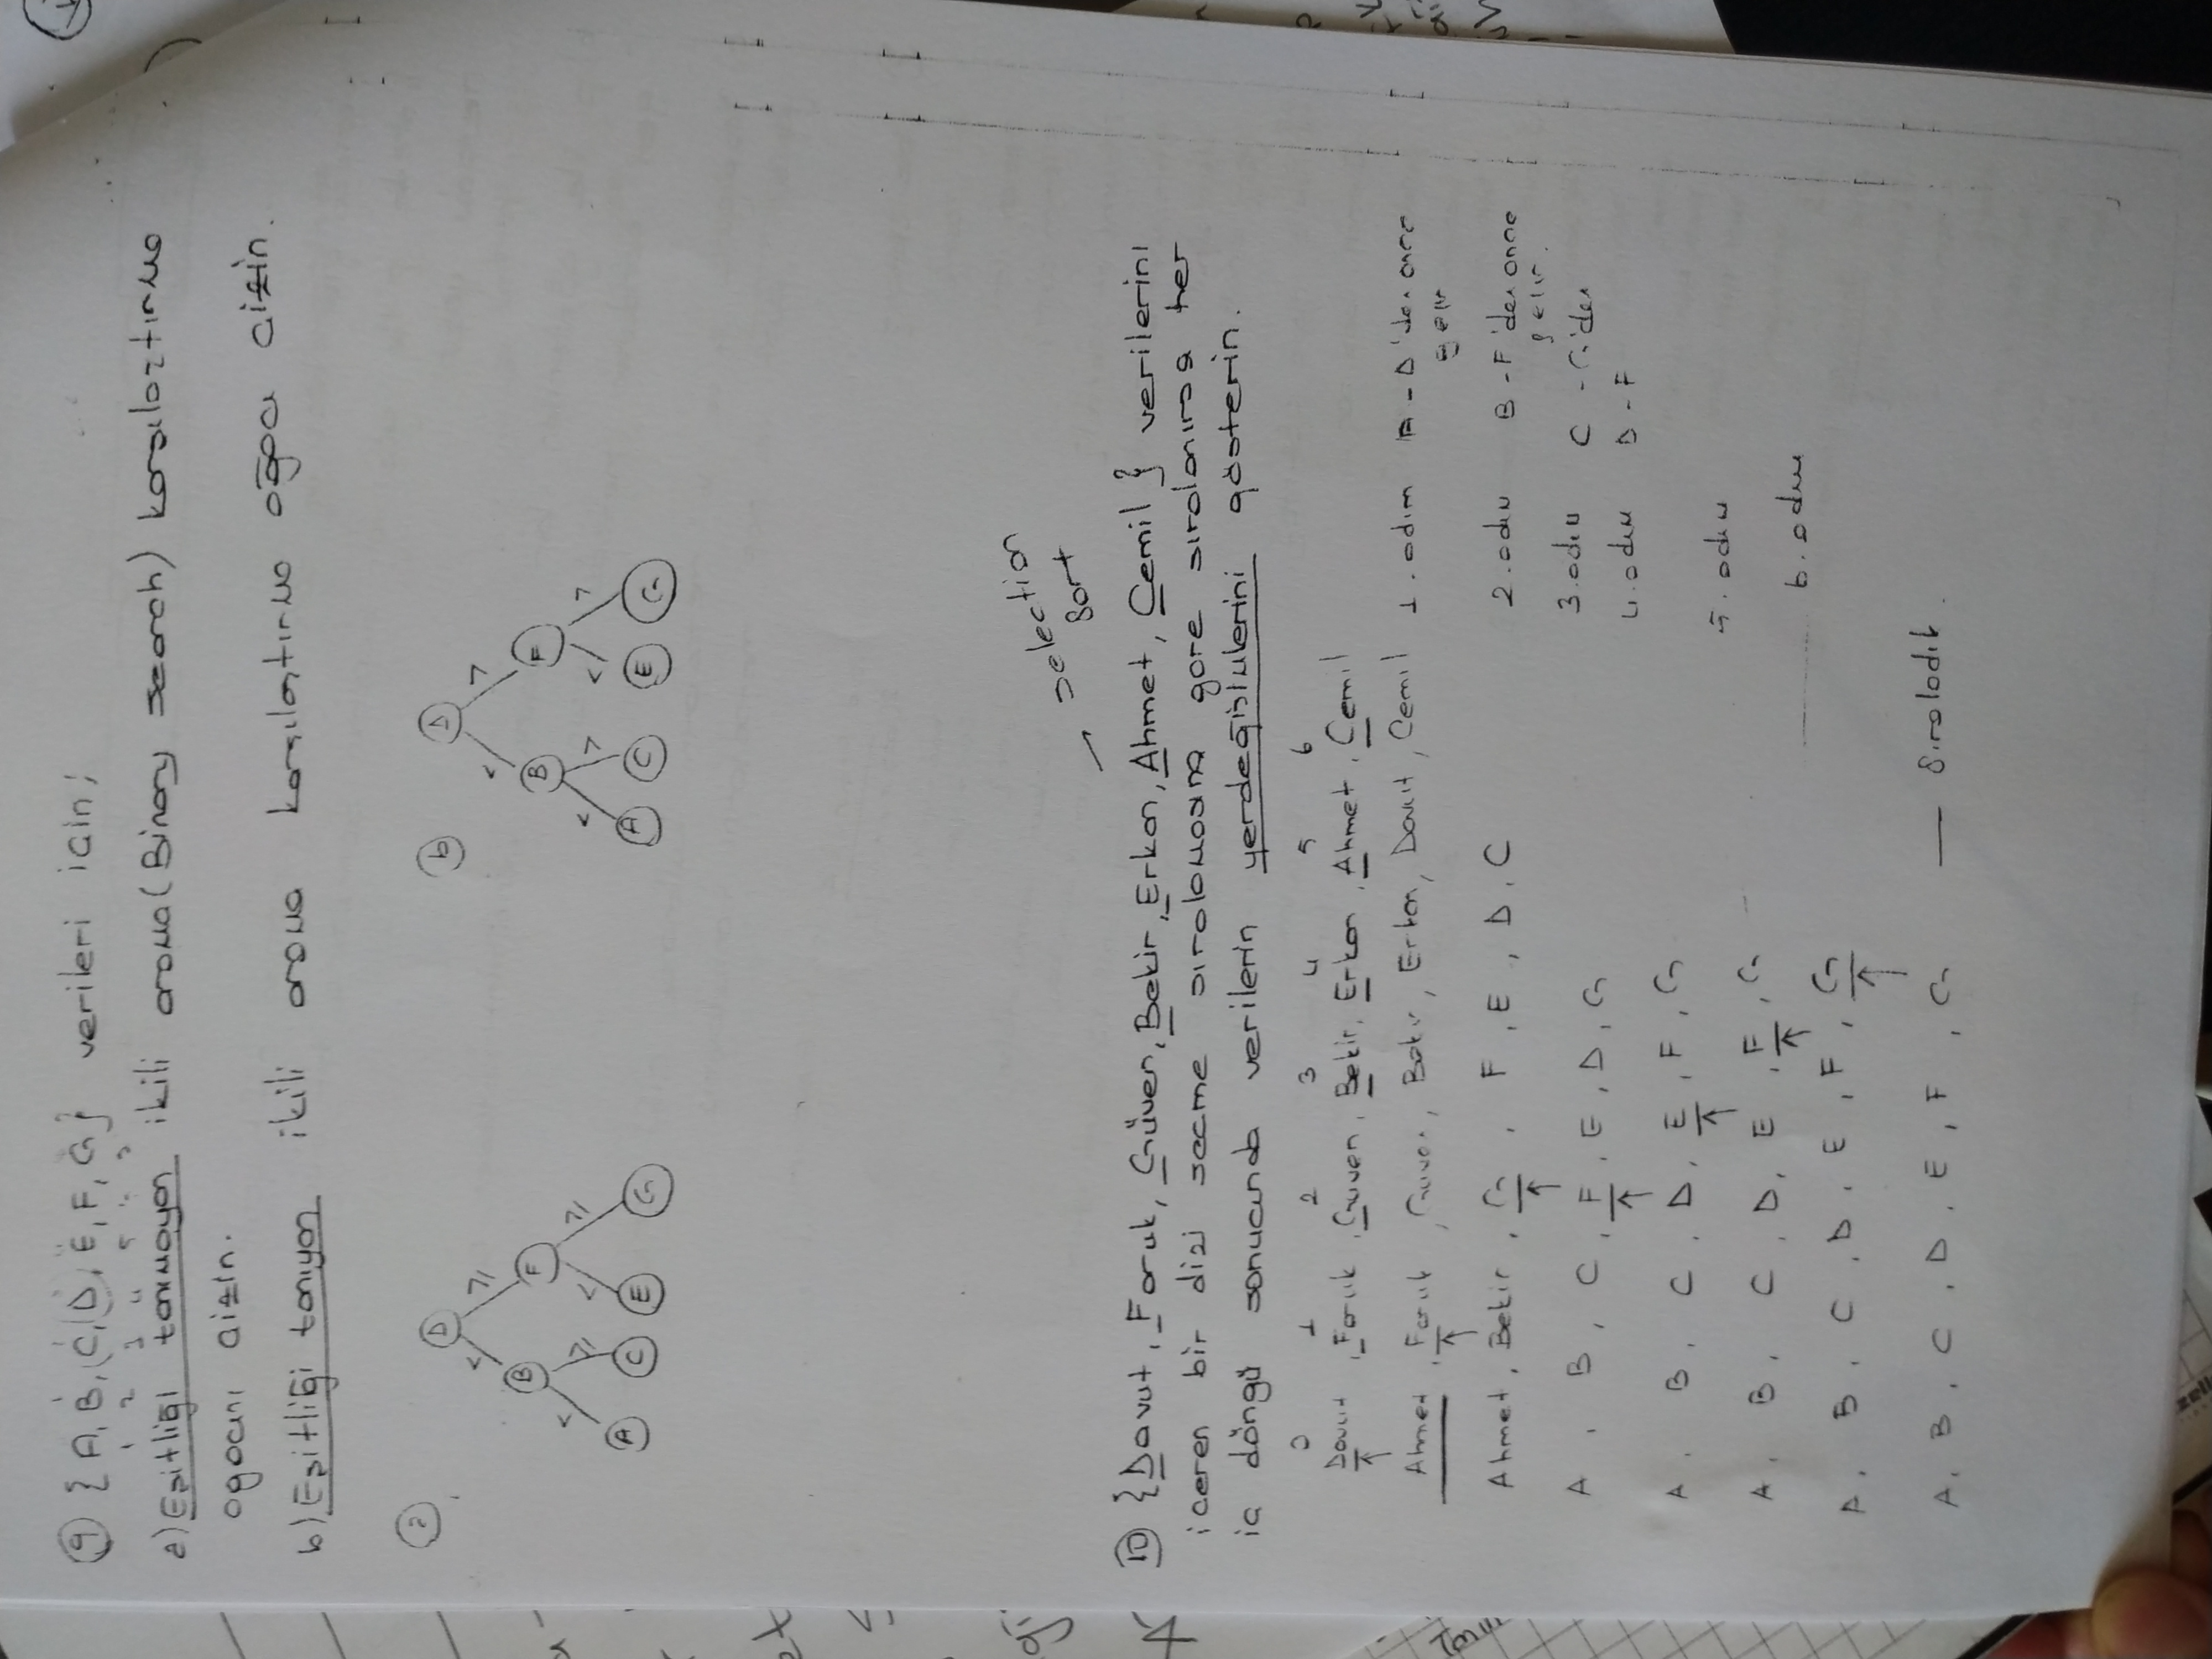 9 { A, B, C, D, E, F, G } verileri için;
1 2 3 4 5
a) Eşitliği tanımayan ikili arama (Binary search) karşılaştırma
ağacını çizin.
b) Eşitliği tanıyan ikili arama karşılaştırma ağacı çizin.
a b
D D
< ≥ < >
B F B F
< ≥ < ≥ < > < >
A C E G A C E G
→ selection
sort
10 {Davut, Faruk, Güven, Bekir, Erkan, Ahmet, Cemil } verilerini
içeren bir dizi seçme sıralamasına göre sıralanırsa her
iç döngü sonucunda verilerin yerdeğiştulerini gösterin.
0 1 2 3 4 5 6
Davut, Faruk, Güven, Bekir, Erkan, Ahmet, Cemil
Ahmet, Faruk, Güven, Bekir, Erkan, Davut, Cemil 1. adım A - D'den önce
gelir
Ahmet, Bekir, G, F, E, D, C 2. adım B - F'den önce
gelir.
A, B, C, F, E, D, G 3. adım C - G'den
4. adım D - F
A, B, C, D, E, F, G
5. adım
A, B, C, D, E, F, G
6. adım
A, B, C, D, E, F, G
A, B, C, D, E, F, G — Sıraladık.